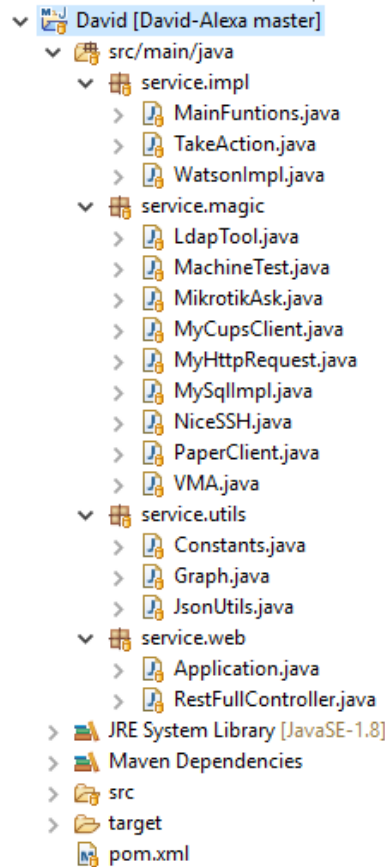 David [David-Alexa master]
src/main/java
service.impl
MainFuntions.java
TakeAction.java
WatsonImpl.java
service.magic
LdapTool.java
MachineTest.java
MikrotikAsk.java
MyCupsClient.java
MyHttpRequest.java
MySqlImpl.java
NiceSSH.java
PaperClient.java
VMA.java
service.utils
Constants.java
Graph.java
JsonUtils.java
service.web
Application.java
RestFullController.java
JRE System Library [JavaSE-1.8]
Maven Dependencies
src
target
pom.xml